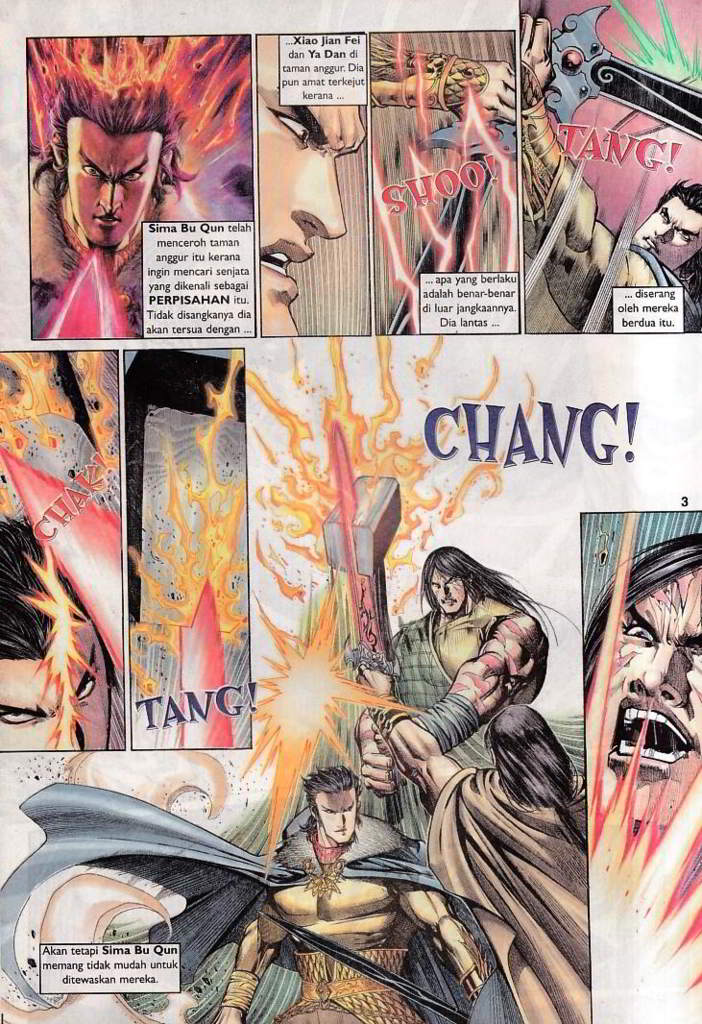 Sima Bu Qun telah
menceroh taman
anggur itu kerana
ingin mencari senjata
yang dikenali sebagai
PERPISAHAN itu.
Tidak disangkanya dia
akan tersua dengan ...
...Xiao Jian Fei
dan Ya Dan di
taman anggur. Dia
pun amat terkejut
kerana ...
SHOO!
... apa yang berlaku
adalah benar-benar
di luar jangkaannya.
Dia lantas ...
TANG!
... diserang
oleh mereka
berdua itu.
CHAK!
TANG!
CHANG!
3
Akan tetapi Sima Bu Qun
memang tidak mudah untuk
ditewaskan mereka.